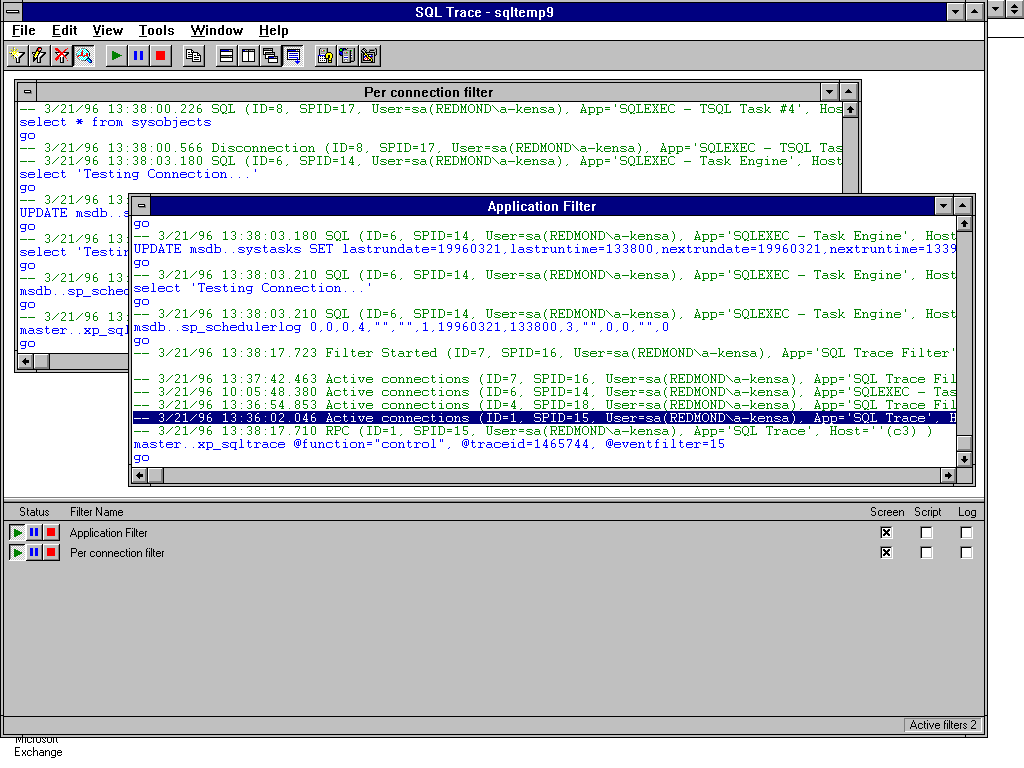 SQL Trace - sqltemp9
File Edit View Tools Window Help
Per connection filter
-- 3/21/96 13:38:00.226 SQL (ID=8, SPID=17, User=sa(REDMOND\a-kensa), App='SQLEXEC - TSQL Task #4', Hos
select * from sysobjects
go
-- 3/21/96 13:38:00.566 Disconnection (ID=8, SPID=17, User=sa(REDMOND\a-kensa), App='SQLEXEC - TSQL Tas
-- 3/21/96 13:38:03.180 SQL (ID=6, SPID=14, User=sa(REDMOND\a-kensa), App='SQLEXEC - Task Engine', Host
select 'Testing Connection...'
go
-- 3/21/96 13:
UPDATE msdb..s
go
-- 3/21/96 13:
select 'Testin
go
-- 3/21/96 13:
msdb..sp_sched
go
-- 3/21/96 13:
master..xp_sql
go
Application Filter
go
-- 3/21/96 13:38:03.180 SQL (ID=6, SPID=14, User=sa(REDMOND\a-kensa), App='SQLEXEC - Task Engine', Host
UPDATE msdb..systasks SET lastrundate=19960321,lastruntime=133800,nextrundate=19960321,nextruntime=1339
go
-- 3/21/96 13:38:03.210 SQL (ID=6, SPID=14, User=sa(REDMOND\a-kensa), App='SQLEXEC - Task Engine', Host
select 'Testing Connection...'
go
-- 3/21/96 13:38:03.210 SQL (ID=6, SPID=14, User=sa(REDMOND\a-kensa), App='SQLEXEC - Task Engine', Host
msdb..sp_schedulerlog 0,0,0,4,"","",1,19960321,133800,3,"",0,0,"",0
go
-- 3/21/96 13:38:17.723 Filter Started (ID=7, SPID=16, User=sa(REDMOND\a-kensa), App='SQL Trace Filter'
-- 3/21/96 13:37:42.463 Active connections (ID=7, SPID=16, User=sa(REDMOND\a-kensa), App='SQL Trace Fil
-- 3/21/96 10:05:48.380 Active connections (ID=6, SPID=14, User=sa(REDMOND\a-kensa), App='SQLEXEC - Tas
-- 3/21/96 13:36:54.853 Active connections (ID=4, SPID=18, User=sa(REDMOND\a-kensa), App='SQL Trace Fil
-- 3/21/96 13:36:02.046 Active connections (ID=1, SPID=15, User=sa(REDMOND\a-kensa), App='SQL Trace', H
-- 3/21/96 13:38:17.710 RPC (ID=1, SPID=15, User=sa(REDMOND\a-kensa), App='SQL Trace', Host=''(c3) )
master..xp_sqltrace @function="control", @traceid=1465744, @eventfilter=15
go
Status Filter Name Screen Script Log
Application Filter
Per connection filter
Active filters 2
Microsoft
Exchange